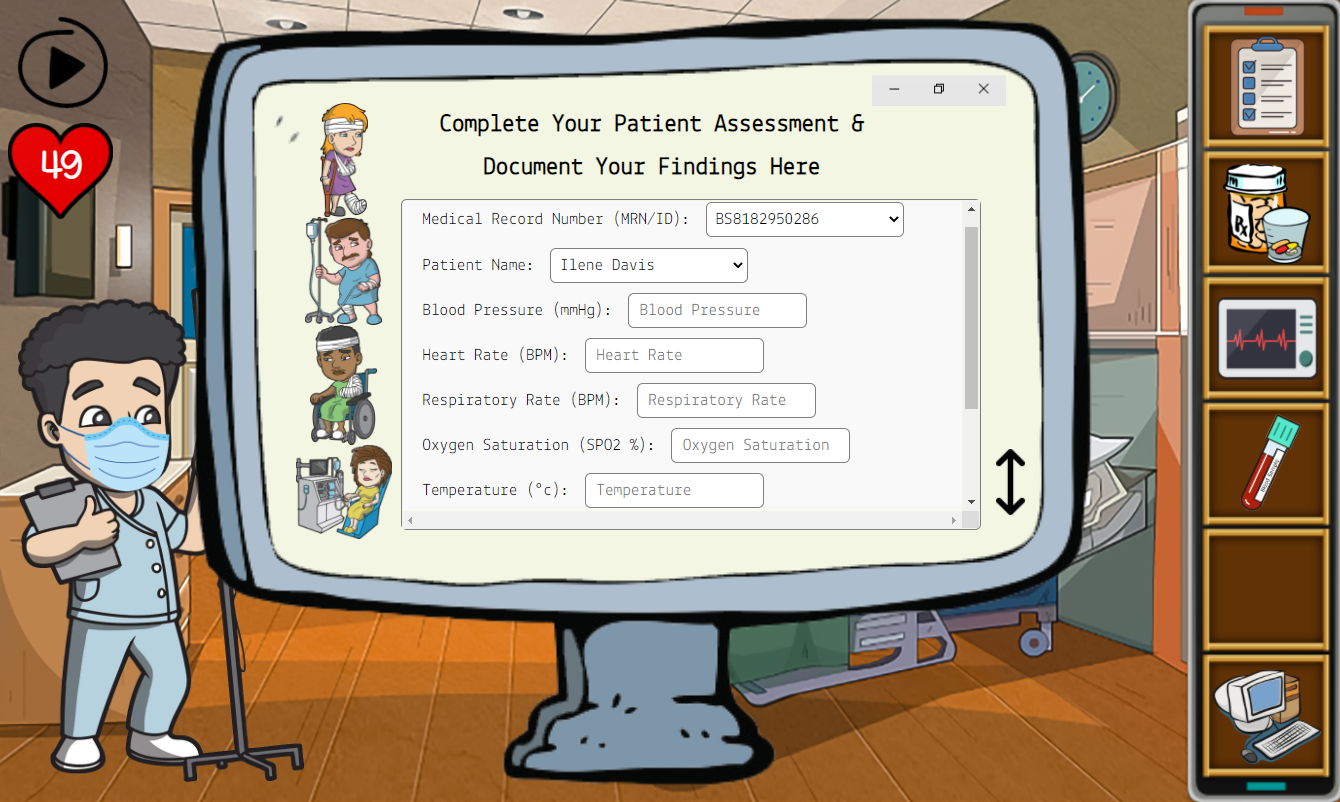 49
Complete Your Patient Assessment &
Document Your Findings Here
Medical Record Number (MRN/ID): BS8182950286
Patient Name: Ilene Davis
Blood Pressure (mmHg): Blood Pressure
Heart Rate (BPM): Heart Rate
Respiratory Rate (BPM): Respiratory Rate
Oxygen Saturation (SPO2 %): Oxygen Saturation
Temperature (°c): Temperature
Rx